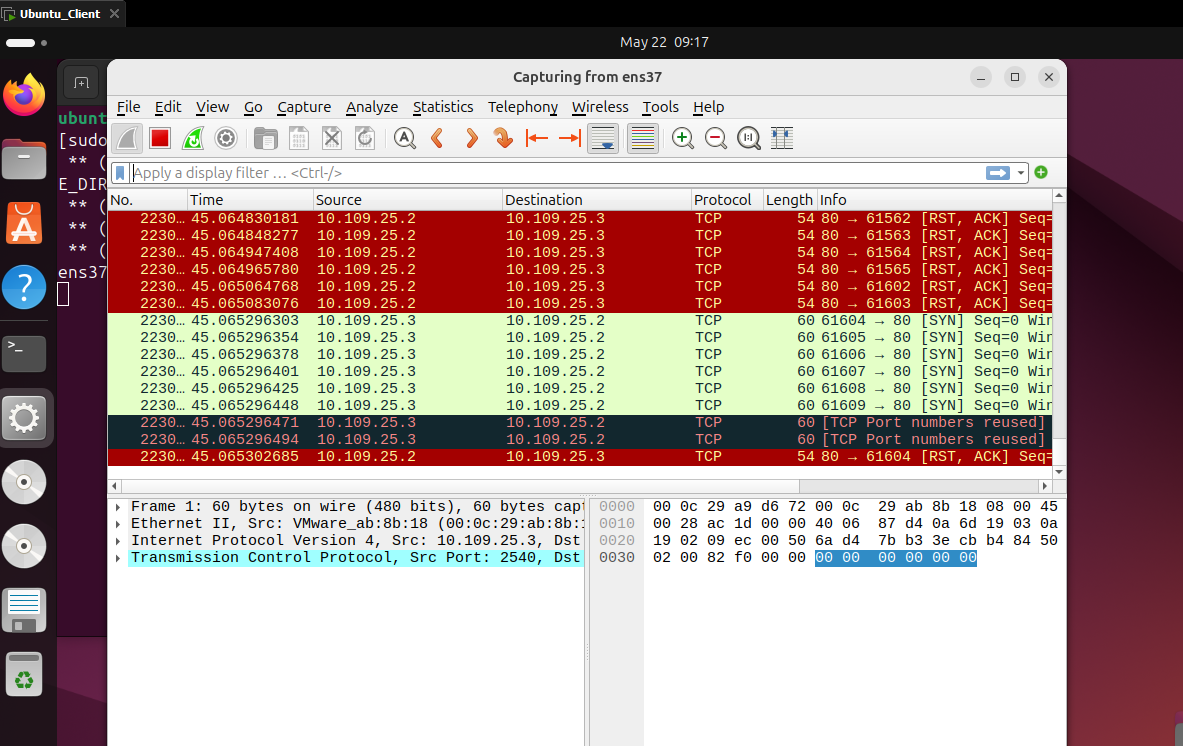 Ubuntu_Client
May 22 09:17
Capturing from ens37
File Edit View Go Capture Analyze Statistics Telephony Wireless Tools Help
ubunt
[sudo
** (
E_DIR
** (
** (
** (
ens37
Apply a display filter … <Ctrl-/>
No. Time Source Destination Protocol Length Info
2230… 45.064830181 10.109.25.2 10.109.25.3 TCP 54 80 → 61562 [RST, ACK] Seq=
2230… 45.064848277 10.109.25.2 10.109.25.3 TCP 54 80 → 61563 [RST, ACK] Seq=
2230… 45.064947408 10.109.25.2 10.109.25.3 TCP 54 80 → 61564 [RST, ACK] Seq=
2230… 45.064965780 10.109.25.2 10.109.25.3 TCP 54 80 → 61565 [RST, ACK] Seq=
2230… 45.065064768 10.109.25.2 10.109.25.3 TCP 54 80 → 61602 [RST, ACK] Seq=
2230… 45.065083076 10.109.25.2 10.109.25.3 TCP 54 80 → 61603 [RST, ACK] Seq=
2230… 45.065296303 10.109.25.3 10.109.25.2 TCP 60 61604 → 80 [SYN] Seq=0 Wir
2230… 45.065296354 10.109.25.3 10.109.25.2 TCP 60 61605 → 80 [SYN] Seq=0 Wir
2230… 45.065296378 10.109.25.3 10.109.25.2 TCP 60 61606 → 80 [SYN] Seq=0 Wir
2230… 45.065296401 10.109.25.3 10.109.25.2 TCP 60 61607 → 80 [SYN] Seq=0 Wir
2230… 45.065296425 10.109.25.3 10.109.25.2 TCP 60 61608 → 80 [SYN] Seq=0 Wir
2230… 45.065296448 10.109.25.3 10.109.25.2 TCP 60 61609 → 80 [SYN] Seq=0 Wir
2230… 45.065296471 10.109.25.3 10.109.25.2 TCP 60 [TCP Port numbers reused]
2230… 45.065296494 10.109.25.3 10.109.25.2 TCP 60 [TCP Port numbers reused]
2230… 45.065302685 10.109.25.2 10.109.25.3 TCP 54 80 → 61604 [RST, ACK] Seq=
Frame 1: 60 bytes on wire (480 bits), 60 bytes capt
Ethernet II, Src: VMware_ab:8b:18 (00:0c:29:ab:8b:1
Internet Protocol Version 4, Src: 10.109.25.3, Dst
Transmission Control Protocol, Src Port: 2540, Dst
0000 00 0c 29 a9 d6 72 00 0c 29 ab 8b 18 08 00 45
0010 00 28 ac 1d 00 00 40 06 87 d4 0a 6d 19 03 0a
0020 19 02 09 ec 00 50 6a d4 7b b3 3e cb b4 84 50
0030 02 00 82 f0 00 00 00 00 00 00 00 00